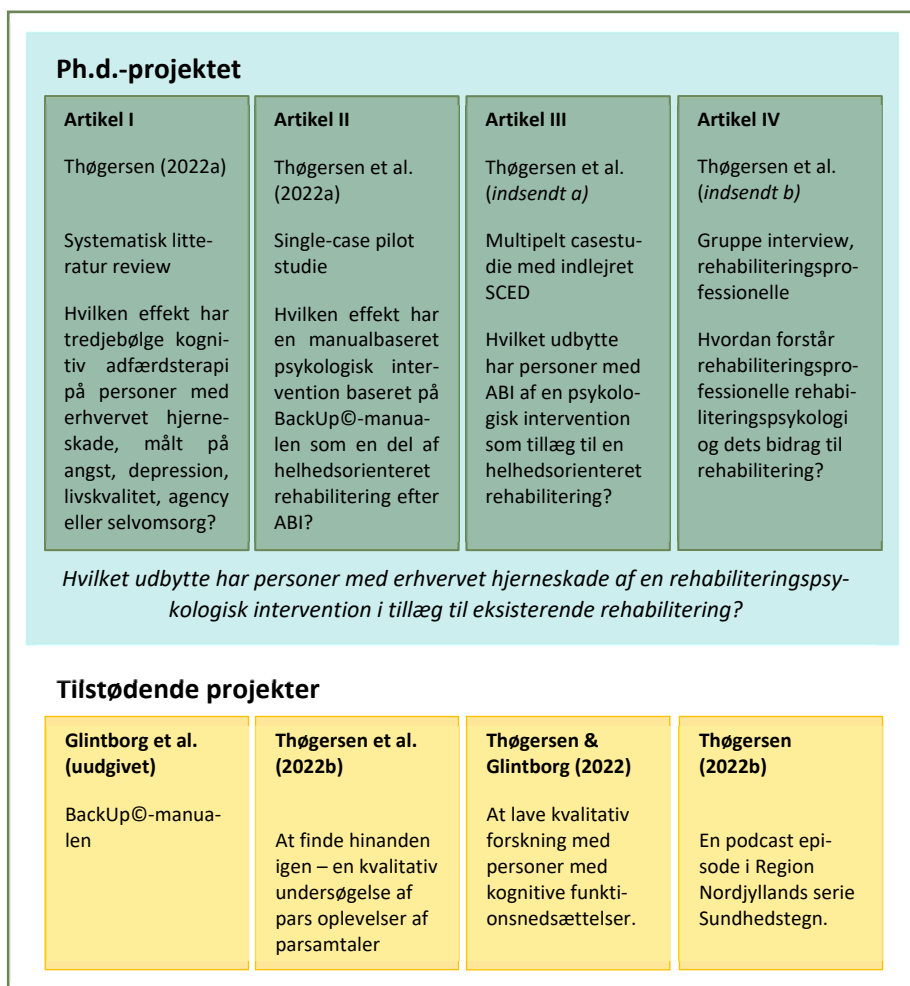 Ph.d.-projektet
Artikel I
Thøgersen (2022a)
Systematisk litte-
ratur review
Hvilken effekt har
tredjebølge kogni-
tiv adfærdsterapi
på personer med
erhvervet hjerne-
skade, målt på
angst, depression,
livskvalitet, agency
eller selvomsorg?
Artikel II
Thøgersen et al.
(2022a)
Single-case pilot
studie
Hvilken effekt har
en manualbaseret
psykologisk inter-
vention baseret på
BackUp©-manua-
len som en del af
helhedsorienteret
rehabilitering efter
ABI?
Artikel III
Thøgersen et al.
(indsendt a)
Multipelt casestu-
die med indlejret
SCED
Hvilket udbytte
har personer med
ABI af en psykolo-
gisk intervention
som tillæg til en
helhedsorienteret
rehabilitering?
Artikel IV
Thøgersen et al.
(indsendt b)
Gruppe interview,
rehabiliteringspro-
fessionelle
Hvordan forstår
rehabiliteringspro-
fessionelle rehabi-
literingspsykologi
og dets bidrag til
rehabilitering?
Hvilket udbytte har personer med erhvervet hjerneskade af en rehabiliteringspsy-
kologisk intervention i tillæg til eksisterende rehabilitering?
Tilstødende projekter
Glintborg et al.
(uudgivet)
BackUp©-manua-
len
Thøgersen et al.
(2022b)
At finde hinanden
igen – en kvalitativ
undersøgelse af
pars oplevelser af
parsamtaler
Thøgersen &
Glintborg (2022)
At lave kvalitativ
forskning med
personer med
kognitive funkti-
onsnedsættelser.
Thøgersen
(2022b)
En podcast epi-
sode i Region
Nordjyllands serie
Sundhedstegn.